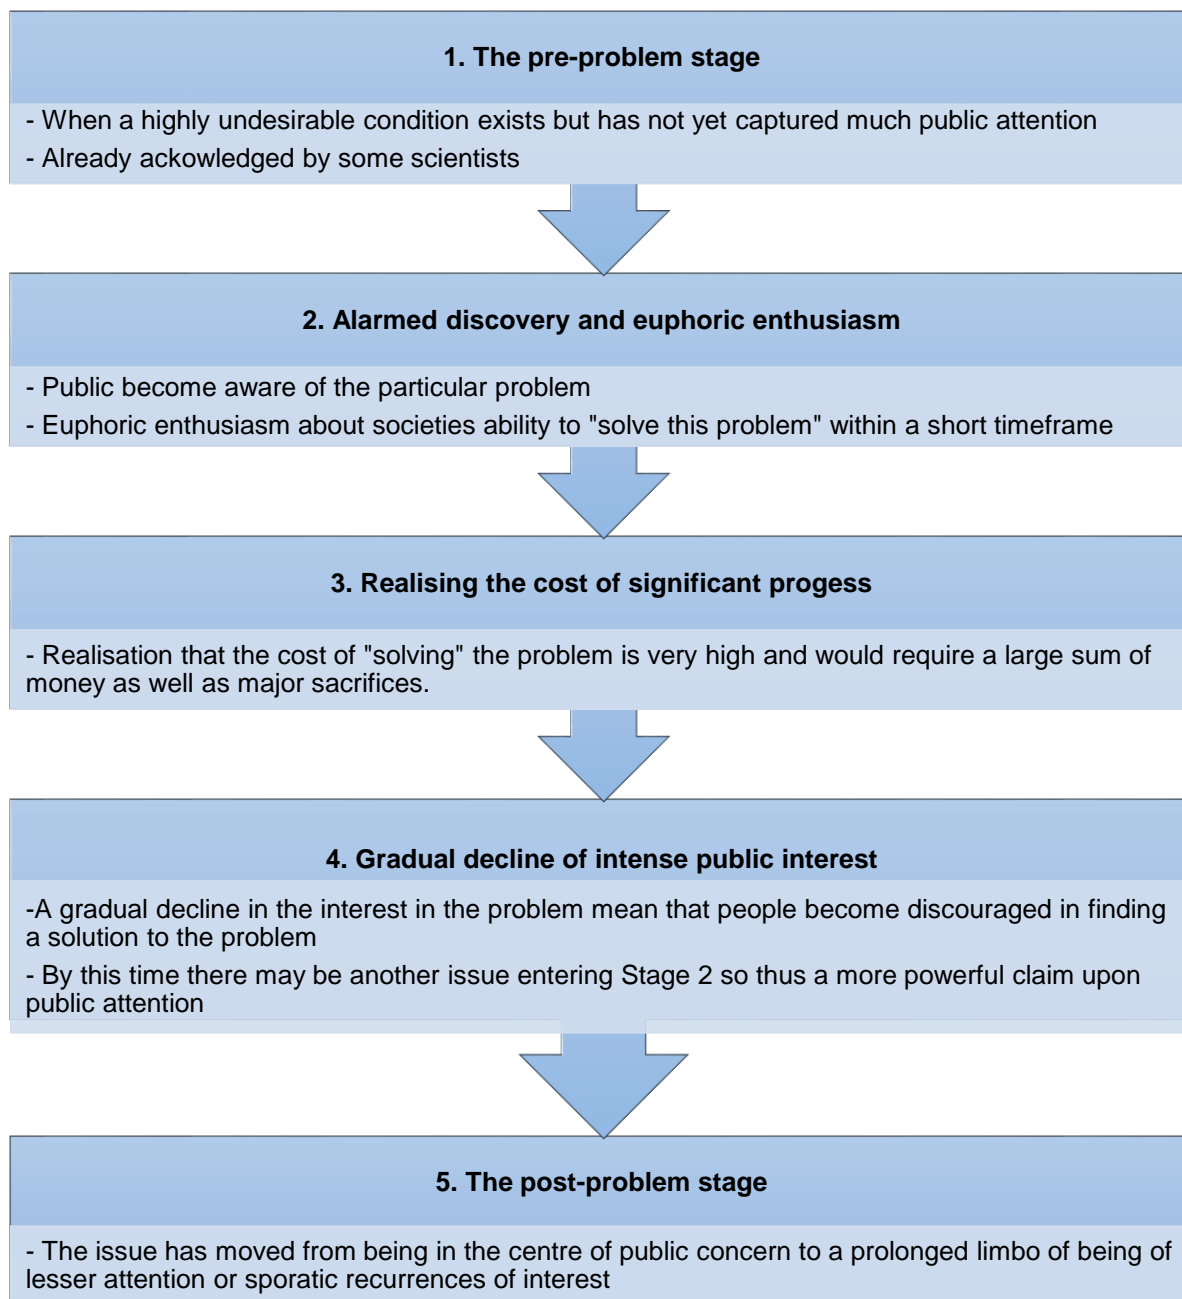 1. The pre-problem stage
- When a highly undesirable condition exists but has not yet captured much public attention
- Already ackowledged by some scientists
2. Alarmed discovery and euphoric enthusiasm
- Public become aware of the particular problem
- Euphoric enthusiasm about societies ability to "solve this problem" within a short timeframe
3. Realising the cost of significant progess
- Realisation that the cost of "solving" the problem is very high and would require a large sum of
money as well as major sacrifices.
4. Gradual decline of intense public interest
-A gradual decline in the interest in the problem mean that people become discouraged in finding
a solution to the problem
- By this time there may be another issue entering Stage 2 so thus a more powerful claim upon
public attention
5. The post-problem stage
- The issue has moved from being in the centre of public concern to a prolonged limbo of being of
lesser attention or sporatic recurrences of interest